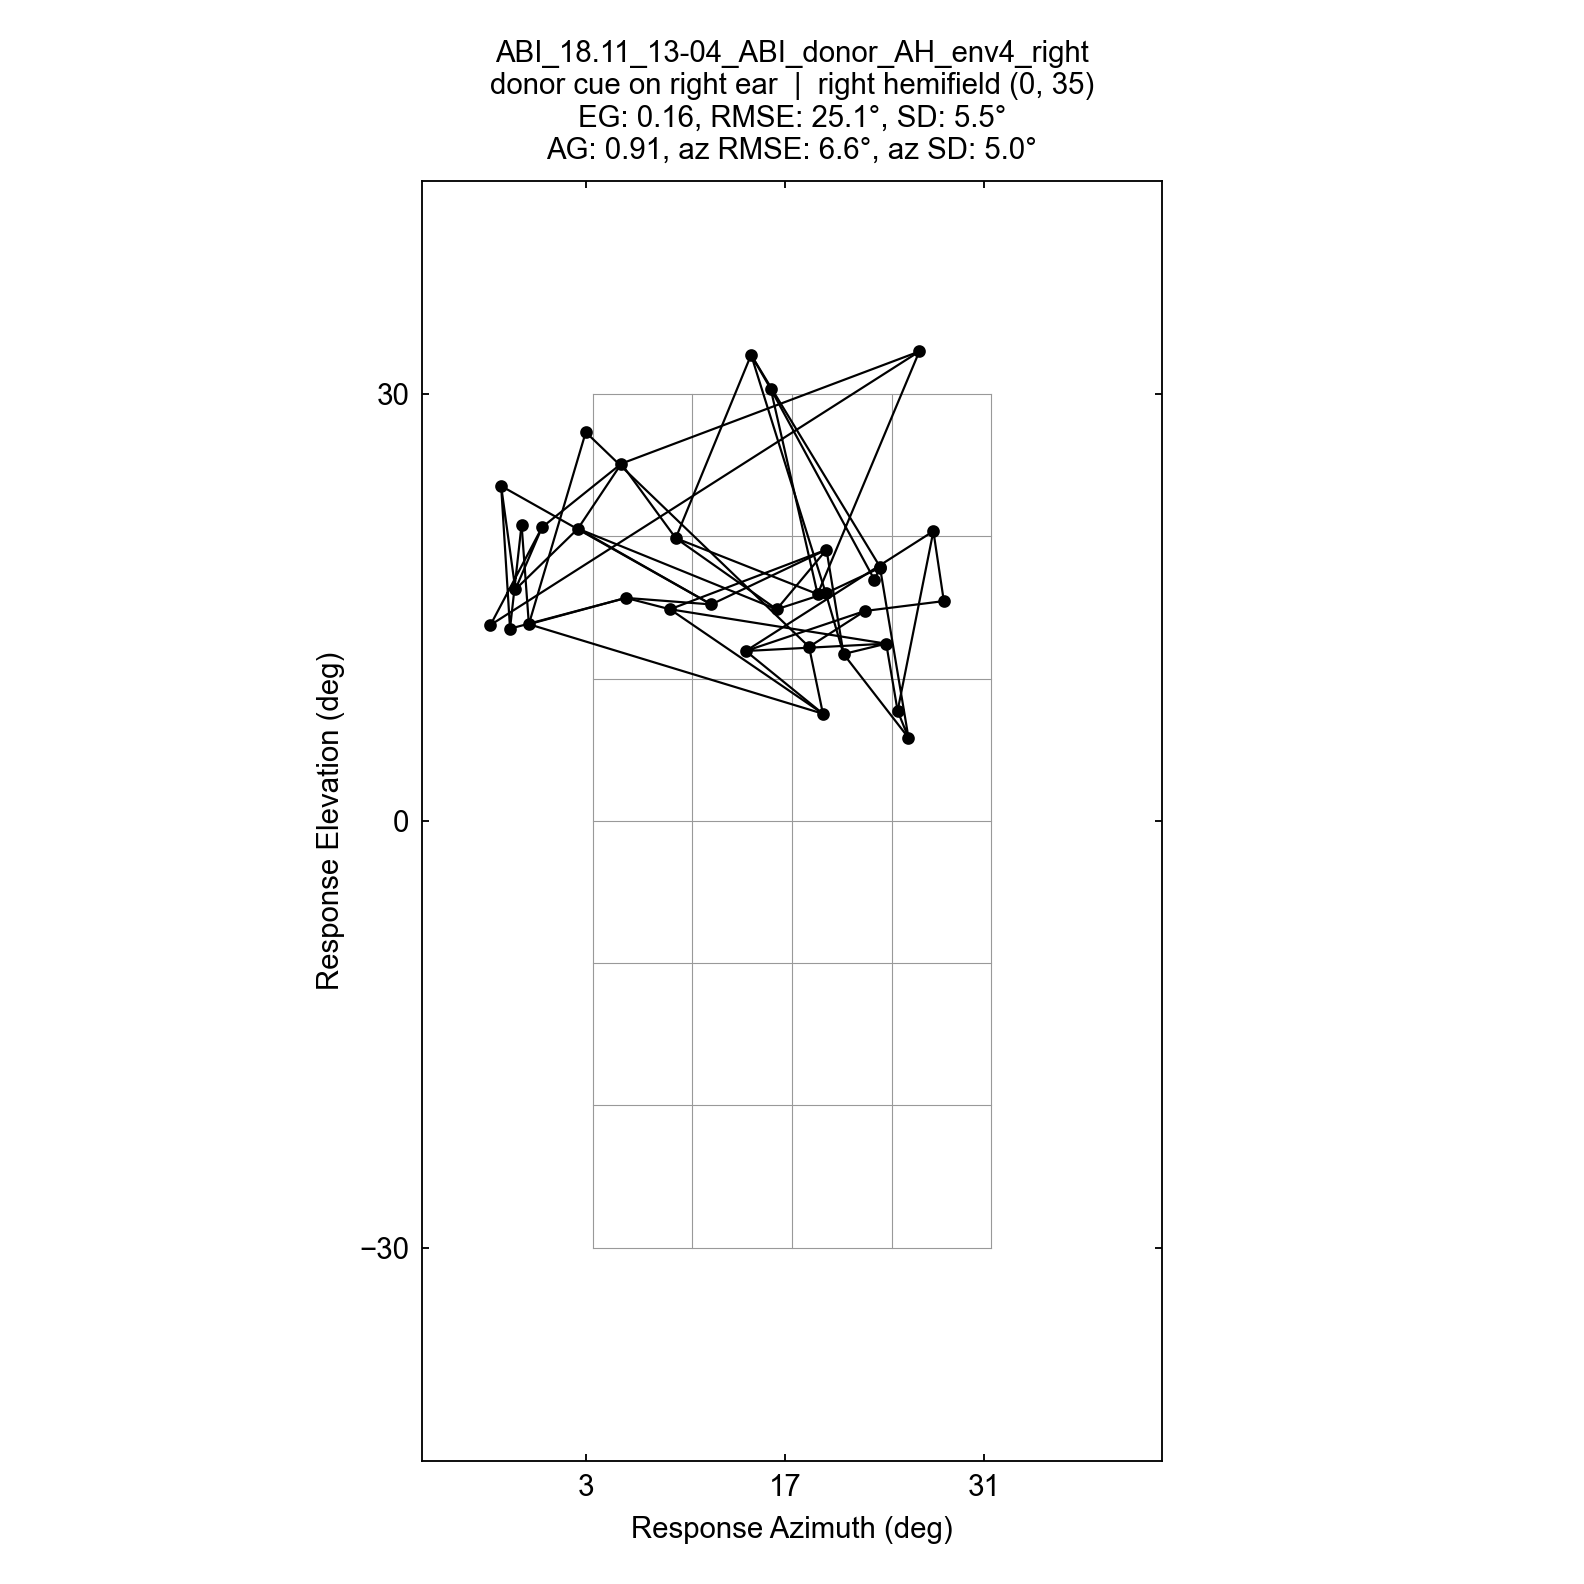 ABI_18.11_13-04_ABI_donor_AH_env4_right
donor cue on right ear | right hemifield (0, 35)
EG: 0.16, RMSE: 25.1°, SD: 5.5°
AG: 0.91, az RMSE: 6.6°, az SD: 5.0°
30
0
−30
Response Elevation (deg)
3 17 31
Response Azimuth (deg)